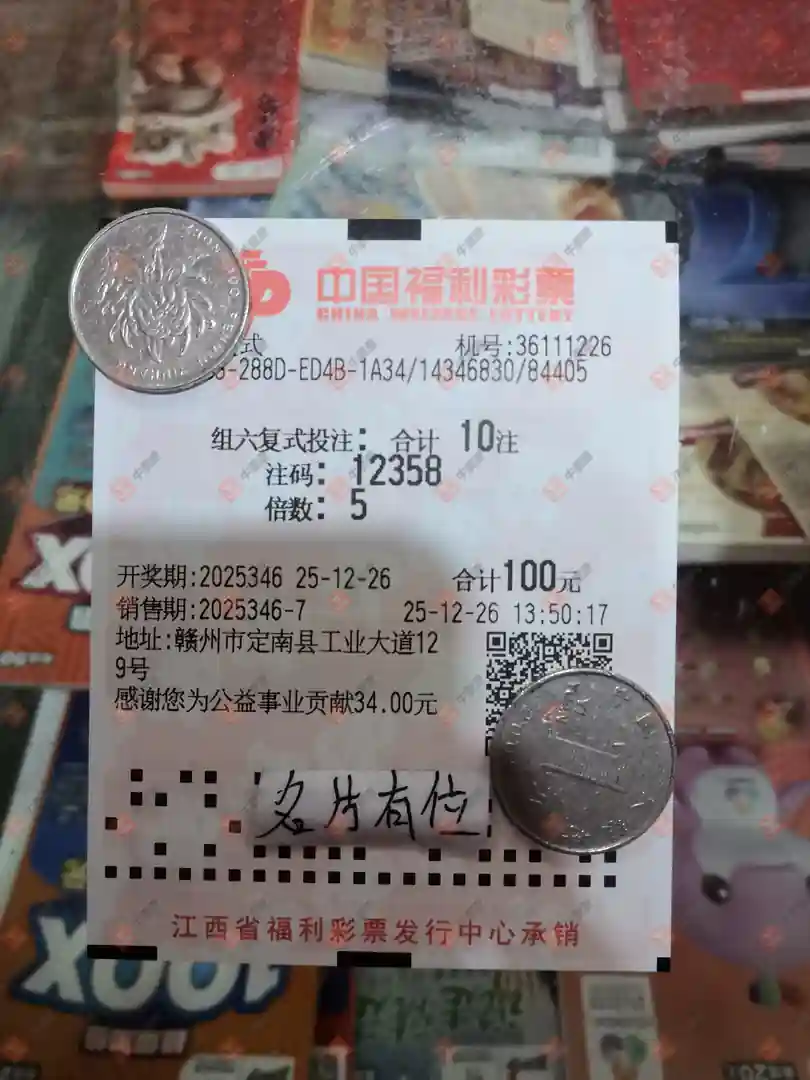 中国福利彩票
CHINA WELFARE LOTTERY
式 机号:36111226
-288D-ED4B-1A34/14346830/84405
组六复式投注: 合计 10注
注码: 12358
倍数: 5
开奖期:2025346 25-12-26 合计100元
销售期:2025346-7 25-12-26 13:50:17
地址:赣州市定南县工业大道12
9号
感谢您为公益事业贡献34.00元
名片有位
江西省福利彩票发行中心承销
100X